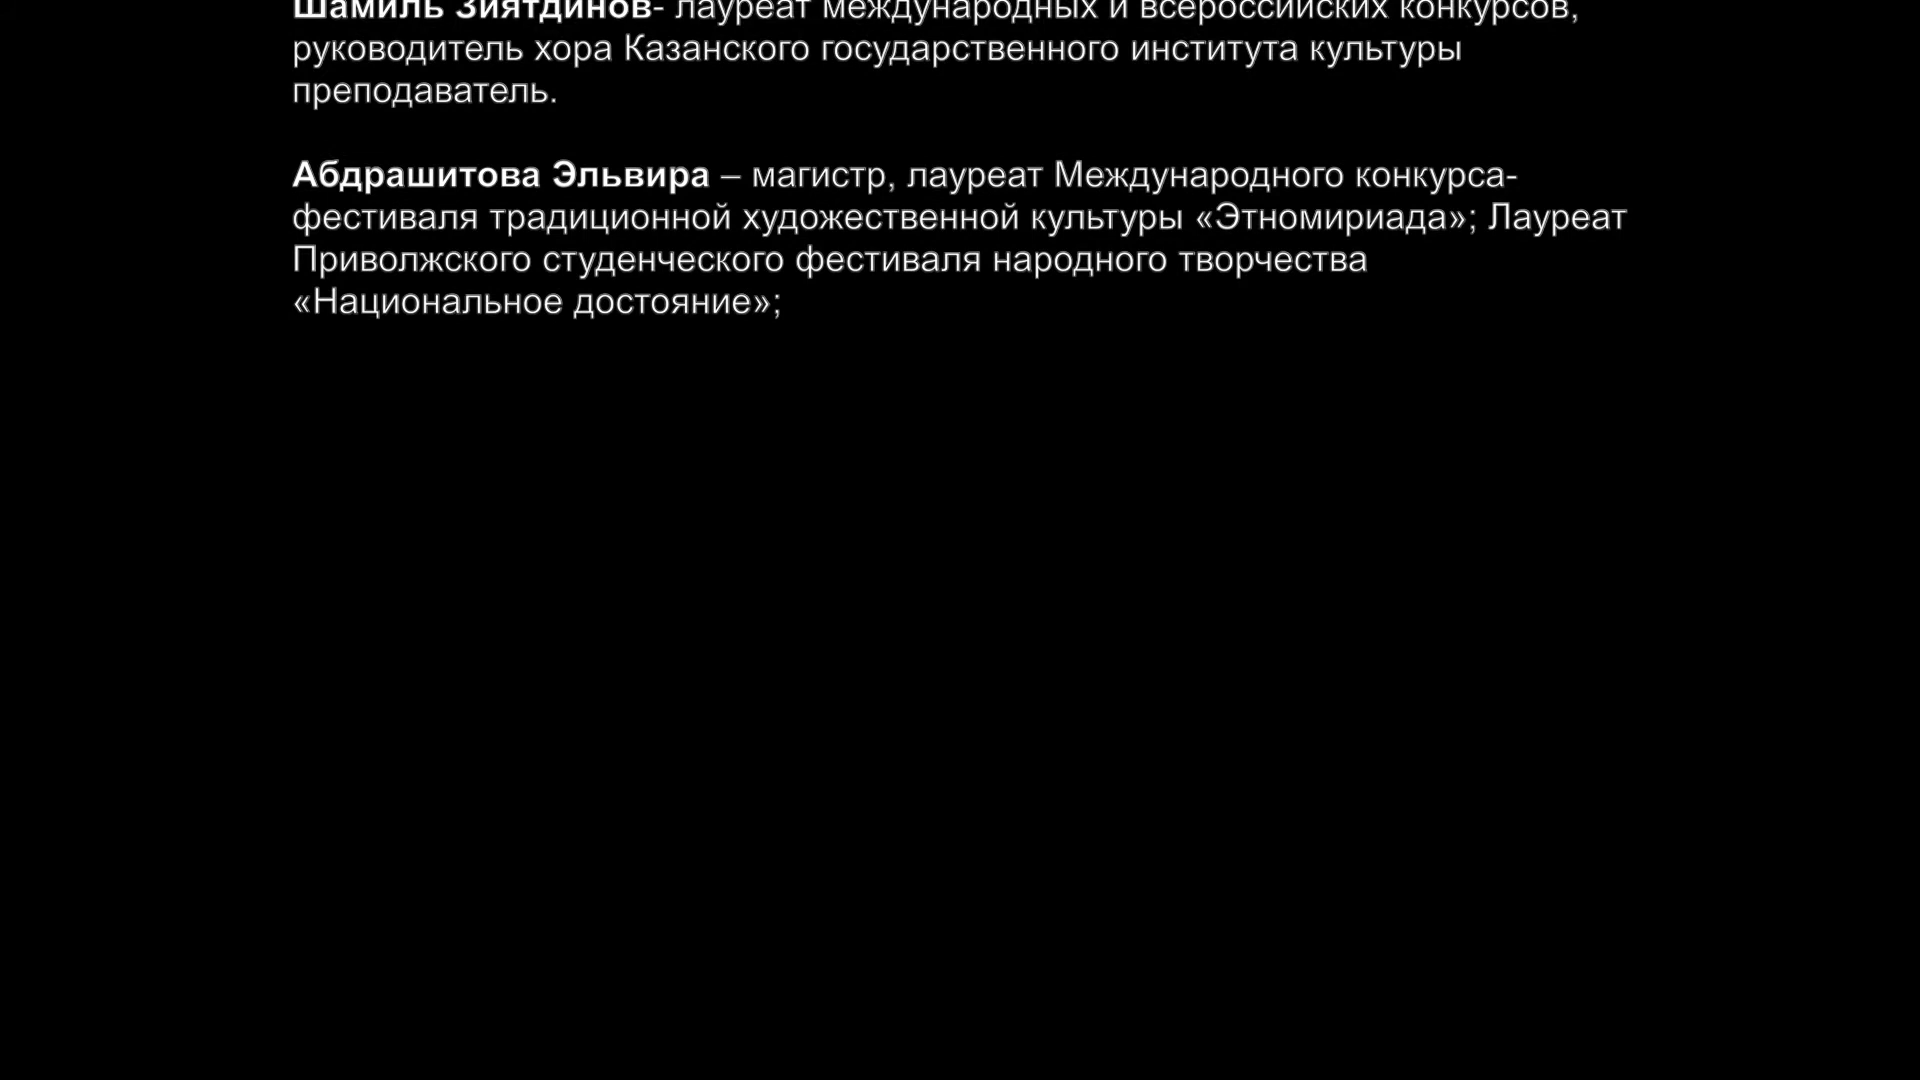 Шамиль Зиятдинов- лауреат международных и всероссийских конкурсов,
руководитель хора Казанского государственного института культуры
преподаватель.
Абдрашитова Эльвира – магистр, лауреат Международного конкурса-
фестиваля традиционной художественной культуры «Этномириада»; Лауреат
Приволжского студенческого фестиваля народного творчества
«Национальное достояние»;